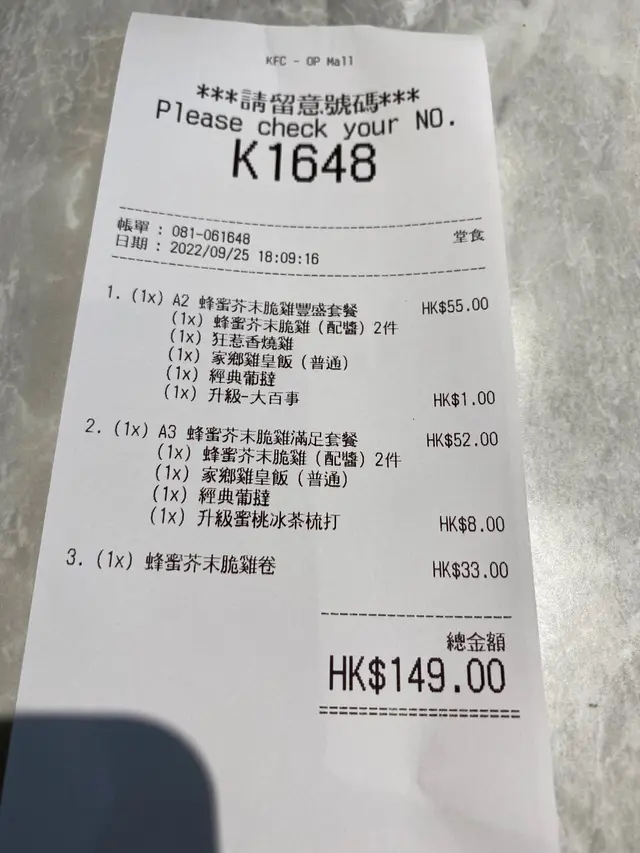 KFC - OP Mall
***請留意號碼***
Please check your NO.
K1648
帳單 : 081-061648
堂食
日期 : 2022/09/25 18:09:16
1. (1x) A2 蜂蜜芥末脆雞豐盛套餐 HK$55.00
(1x) 蜂蜜芥末脆雞(配醬)2件
(1x) 狂惹香燒雞
(1x) 家鄉雞皇飯(普通)
(1x) 經典葡撻
(1x) 升級-大百事 HK$1.00
2. (1x) A3 蜂蜜芥末脆雞滿足套餐 HK$52.00
(1x) 蜂蜜芥末脆雞(配醬)2件
(1x) 家鄉雞皇飯(普通)
(1x) 經典葡撻
(1x) 升級蜜桃冰茶梳打 HK$8.00
3. (1x) 蜂蜜芥末脆雞卷 HK$33.00
總金額
HK$149.00